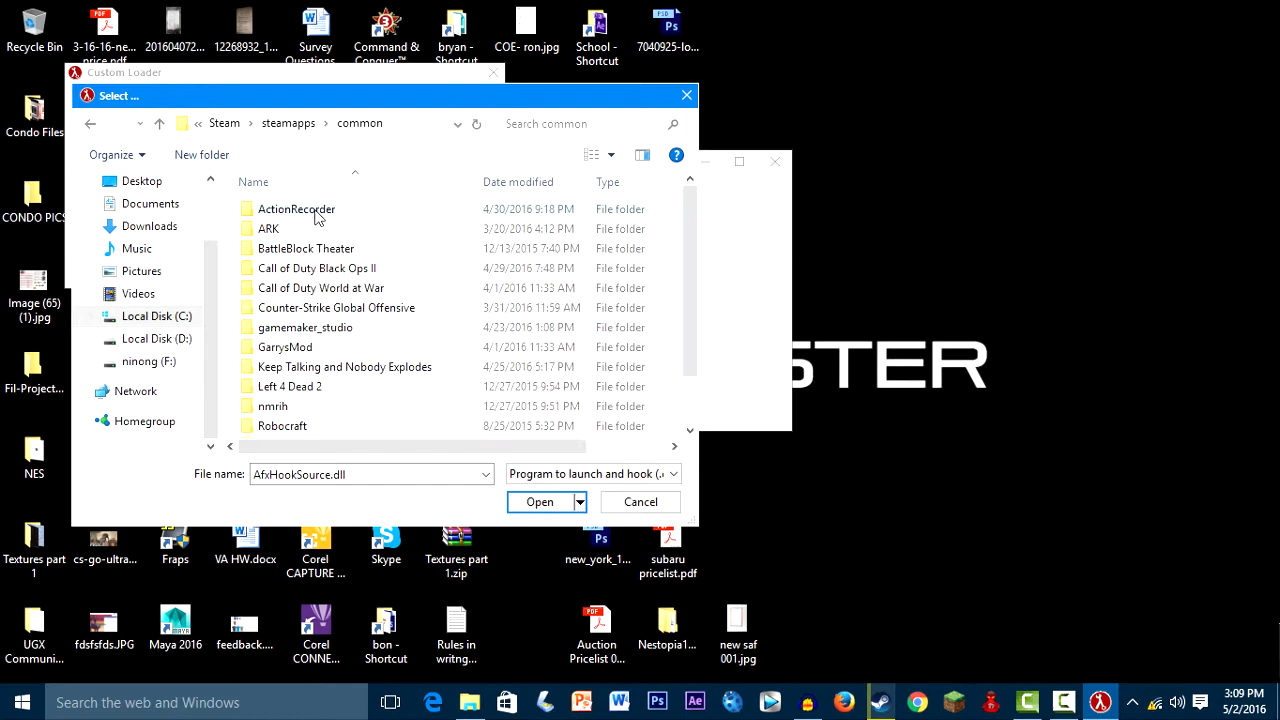 Recycle Bin
3-16-16-ne...
price.pdf
201604072...
12268932_1...
Survey
Questions...
Command &
Conquer™
bryan -
Shortcut
COE- ron.jpg
School -
Shortcut
7040925-lo...
Custom Loader
Select ...
« Steam > steamapps > common
Search common
Organize
New folder
Name
Date modified
Type
Desktop
Documents
Downloads
Music
Pictures
Videos
Local Disk (C:)
Local Disk (D:)
ninong (F:)
Network
Homegroup
ActionRecorder 4/30/2016 9:18 PM File folder
ARK 3/20/2016 4:12 PM File folder
BattleBlock Theater 12/13/2015 7:40 PM File folder
Call of Duty Black Ops II 4/29/2016 7:48 PM File folder
Call of Duty World at War 4/1/2016 11:33 AM File folder
Counter-Strike Global Offensive 3/31/2016 11:59 AM File folder
gamemaker_studio 4/23/2016 1:08 PM File folder
GarrysMod 4/1/2016 11:33 AM File folder
Keep Talking and Nobody Explodes 4/25/2016 5:17 PM File folder
Left 4 Dead 2 12/27/2015 9:54 PM File folder
nmrih 12/27/2015 9:51 PM File folder
Robocraft 8/25/2015 5:32 PM File folder
File name: AfxHookSource.dll
Program to launch and hook (.
Open
Cancel
Condo Files
CONDO PICS
Image (65)
(1).jpg
Fil-Project...
NES
STER
Textures part
1
cs-go-ultra...
Fraps
VA HW.docx
Corel
CAPTURE ...
Skype
Textures part
1.zip
new_york_1...
subaru
pricelist.pdf
UGX
Communi...
fdsfsfds.JPG
Maya 2016
feedback....
Corel
CONNE...
bon -
Shortcut
Rules in
writng...
Auction
Pricelist 0...
Nestopia1...
new saf
001.jpg
Search the web and Windows
3:09 PM
5/2/2016